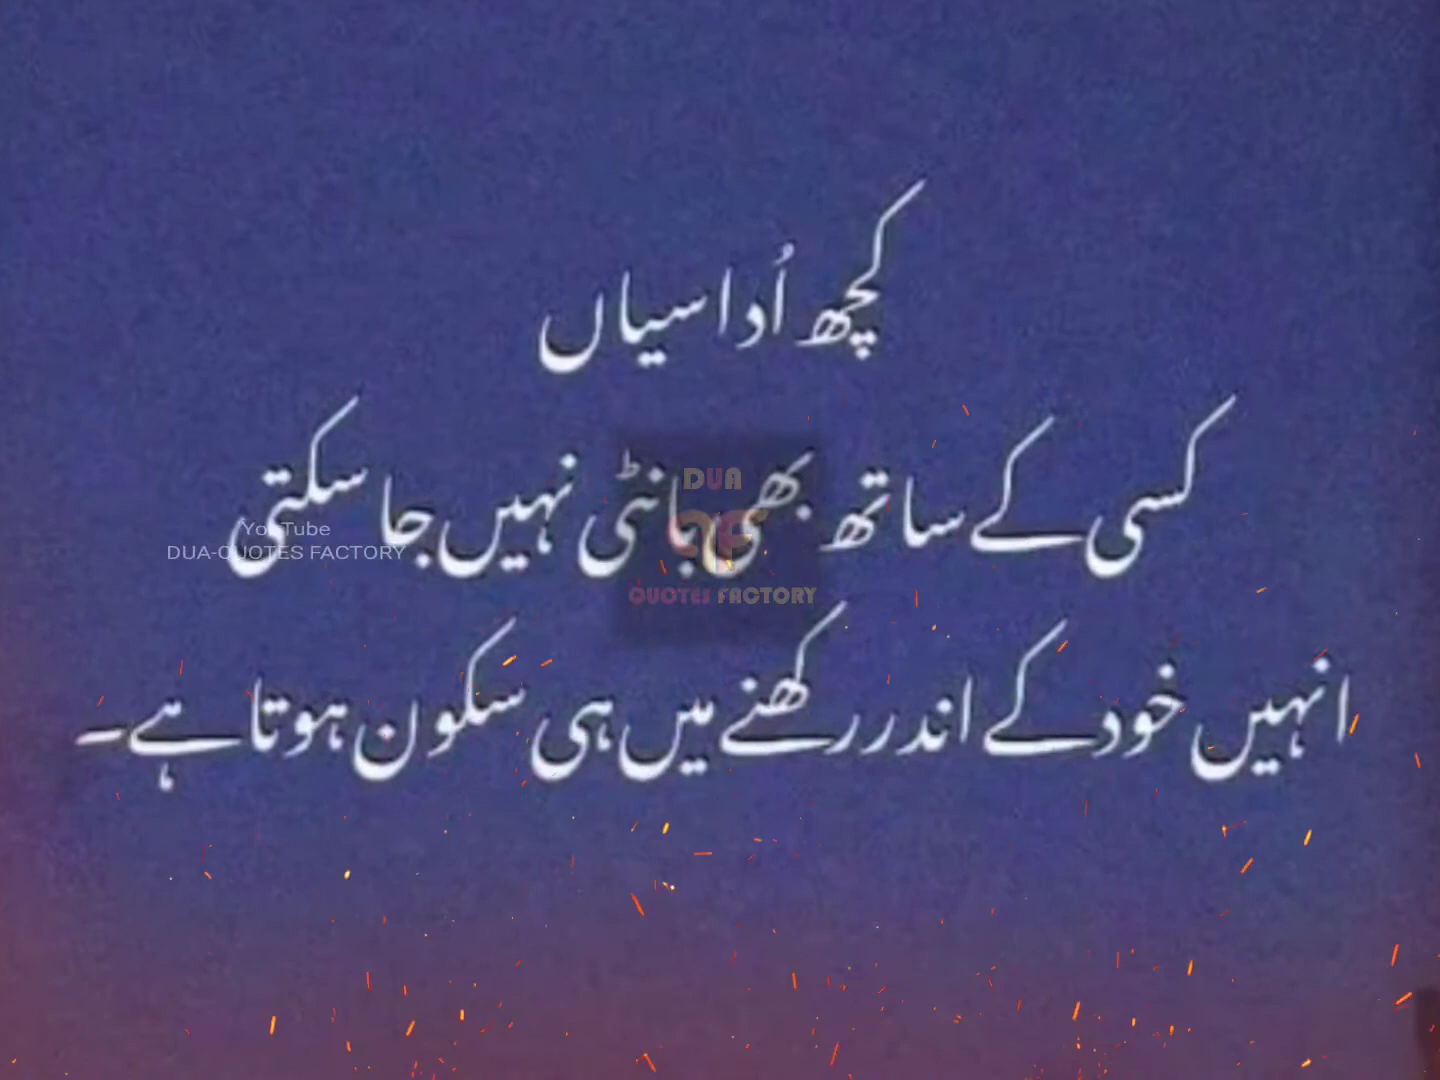 کچھ اُداسیاں
کسی کے ساتھ بھی بانٹی نہیں جا سکتی
انہیں خود کے اندر رکھنے میں ہی سکون ہوتا ہے۔
DUA
QF
QUOTES FACTORY
YouTube
DUA-QUOTES FACTORY